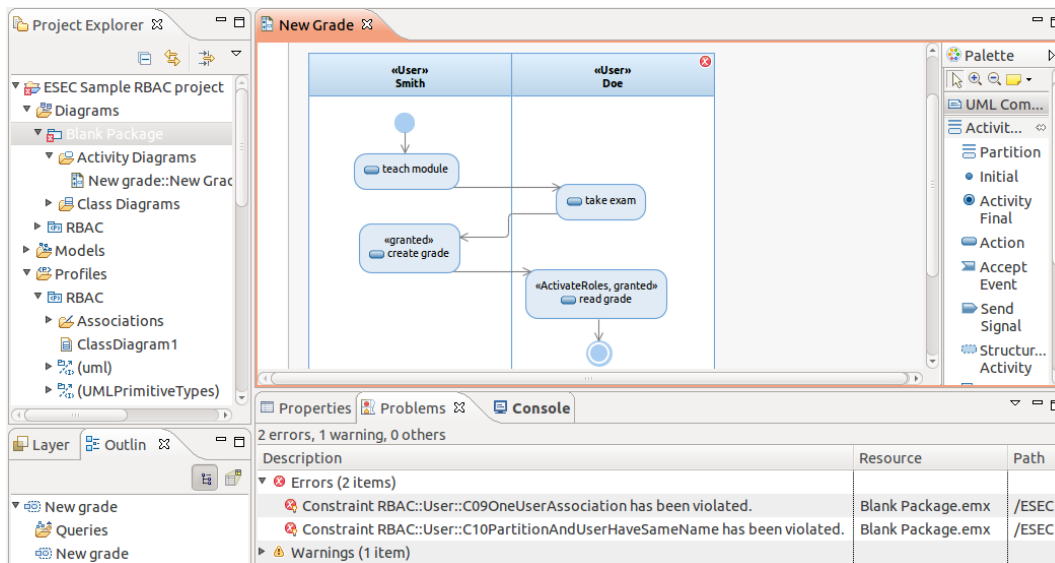 Project Explorer
ESEC Sample RBAC project
Diagrams
Blank Package
Activity Diagrams
New grade::New Grac
Class Diagrams
RBAC
Models
Profiles
RBAC
Associations
ClassDiagram1
(uml)
(UMLPrimitiveTypes)
Layer
Outlin
New grade
Queries
New grade
New Grade
«User»
Smith
«User»
Doe
teach module
take exam
«granted»
create grade
«ActivateRoles, granted»
read grade
Palette
UML Com...
Activit...
Partition
Initial
Activity
Final
Action
Accept
Event
Send
Signal
Structur...
Activity
Properties
Problems
Console
2 errors, 1 warning, 0 others
Description
Resource
Path
Errors (2 items)
Constraint RBAC::User::C09OneUserAssociation has been violated.
Blank Package.emx
/ESEC
Constraint RBAC::User::C10PartitionAndUserHaveSameName has been violated.
Blank Package.emx
/ESEC
Warnings (1 item)